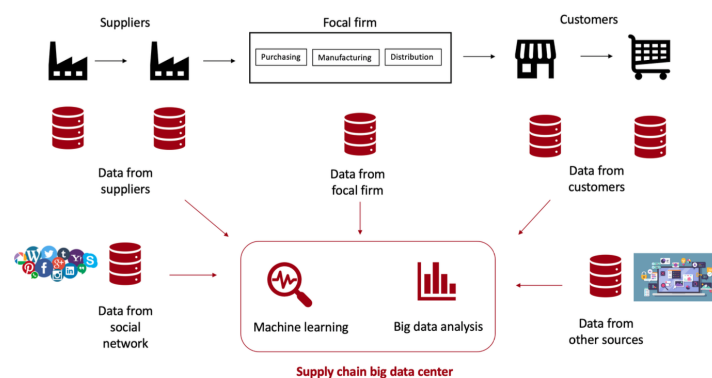 Suppliers
Focal firm
Customers
Purchasing
Manufacturing
Distribution
Data from
suppliers
Data from
focal firm
Data from
customers
Data from
social
network
Machine learning
Big data analysis
Data from
other sources
Supply chain big data center